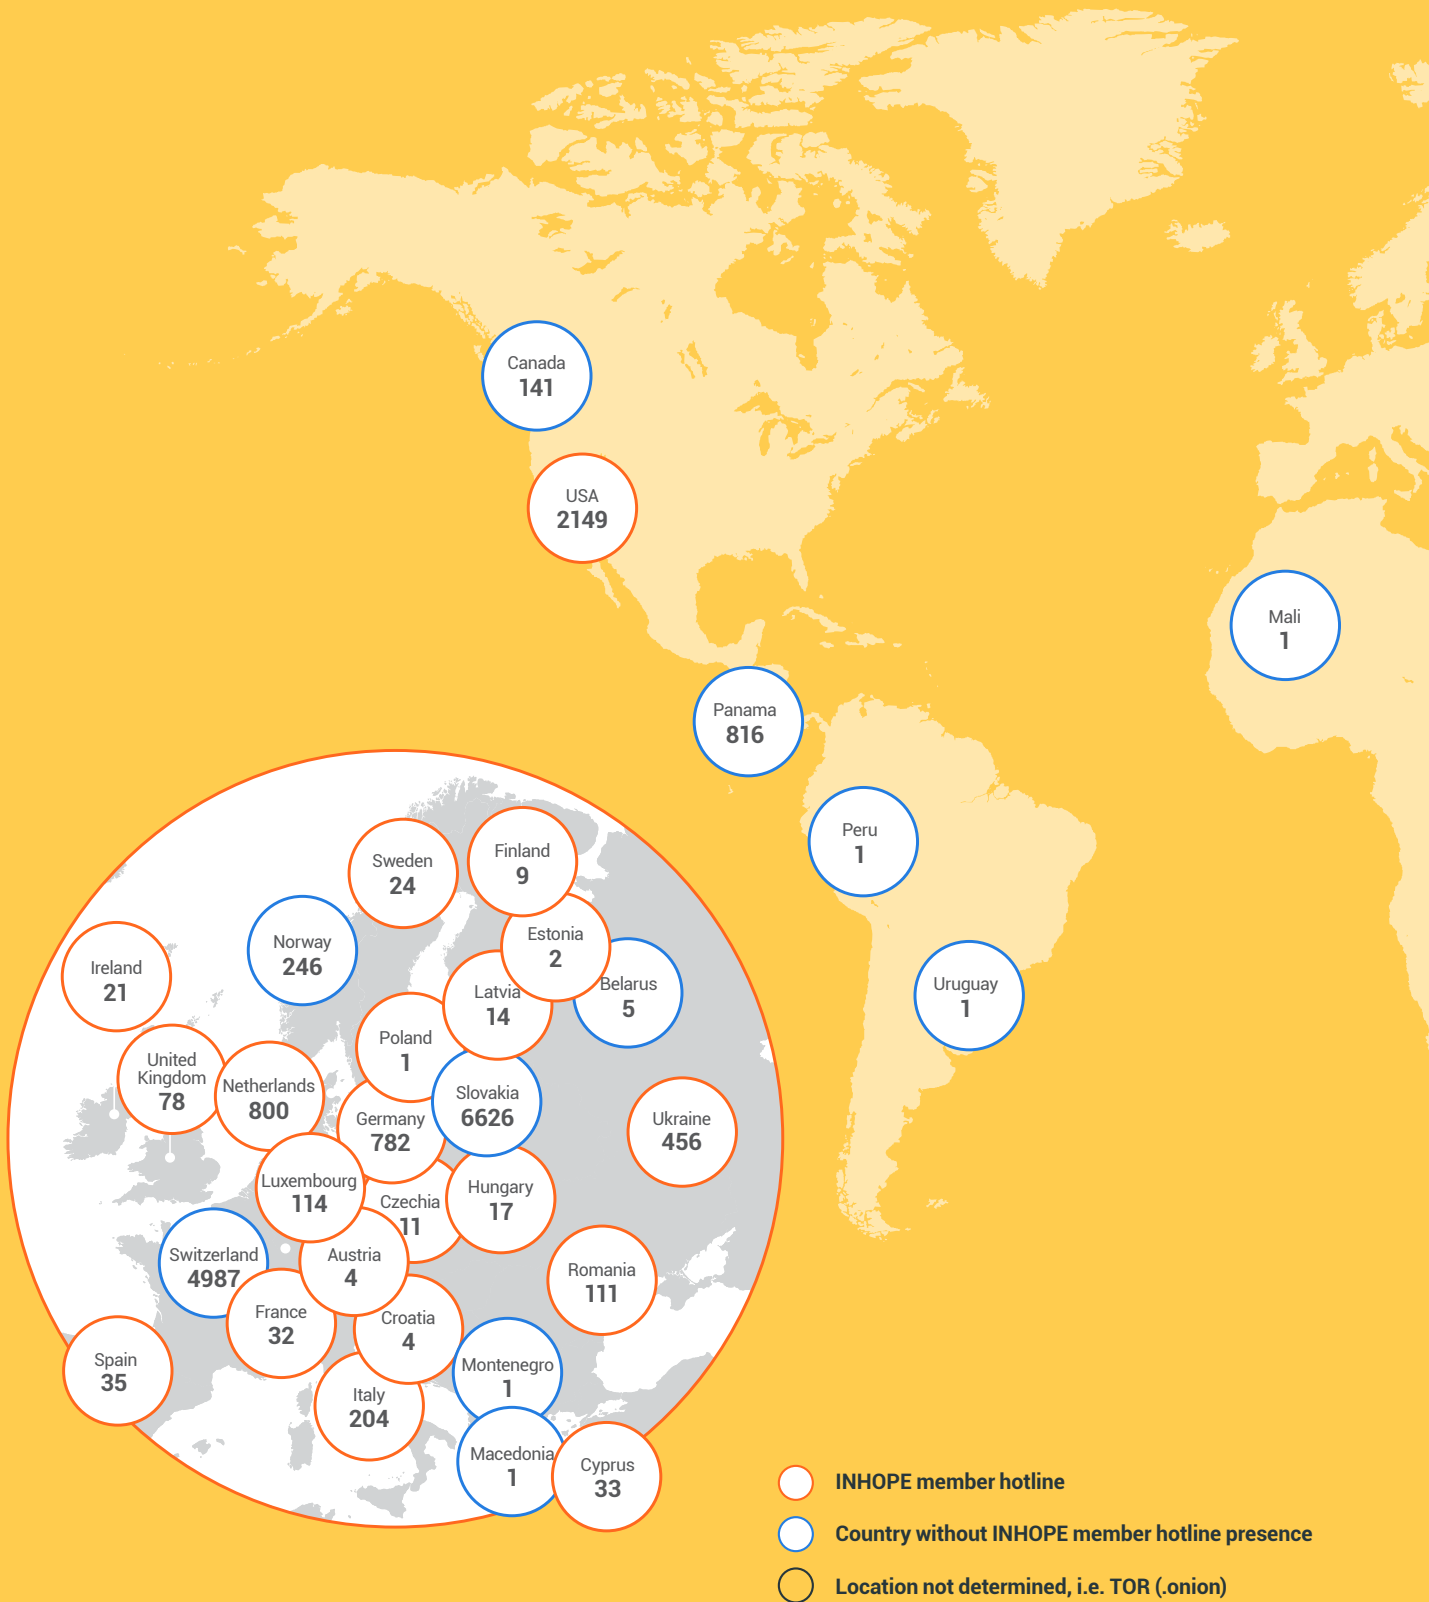 Canada
141
USA
2149
Mali
1
Panama
816
Peru
1
Uruguay
1
Sweden
24
Finland
9
Norway
246
Estonia
2
Ireland
21
Latvia
14
Belarus
5
Poland
1
United
Kingdom
78
Netherlands
800
Slovakia
6626
Germany
782
Ukraine
456
Luxembourg
114
Czechia
11
Hungary
17
Switzerland
4987
Austria
4
Romania
111
France
32
Croatia
4
Spain
35
Montenegro
1
Italy
204
Macedonia
1
Cyprus
33
INHOPE member hotline
Country without INHOPE member hotline presence
Location not determined, i.e. TOR (.onion)